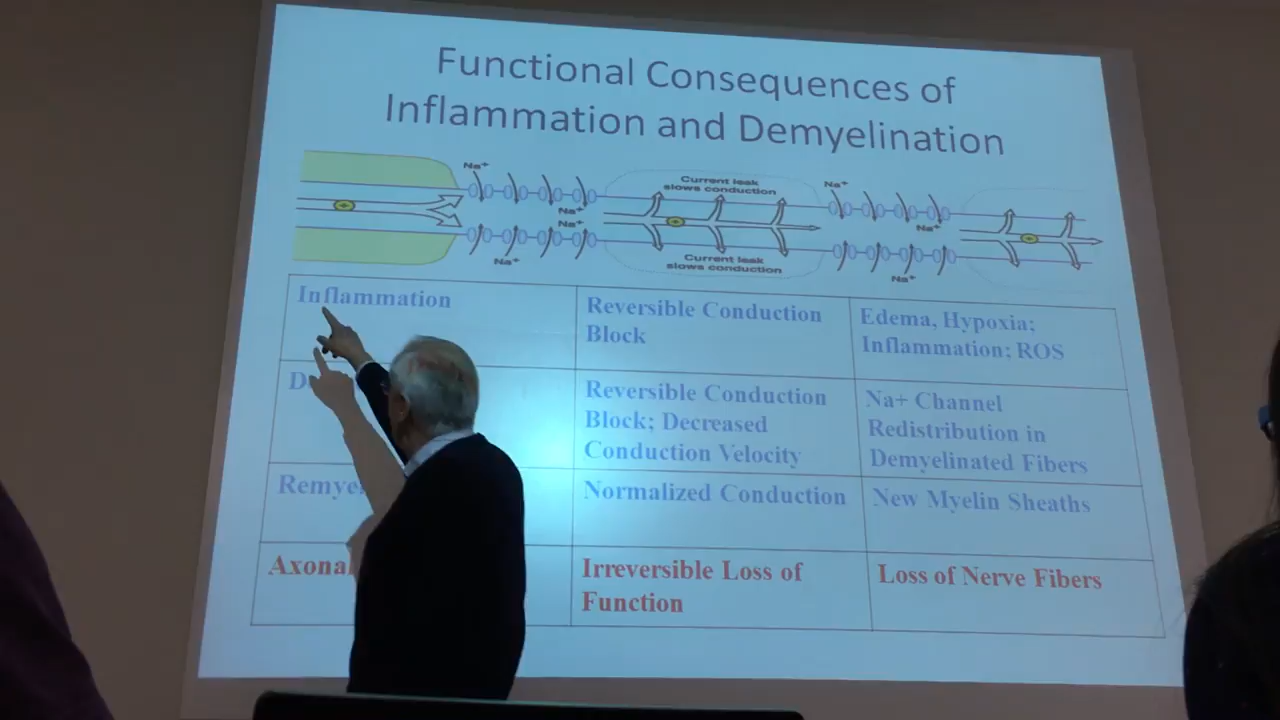 Functional Consequences of
Inflammation and Demyelination
Na+
Current leak
slows conduction
Na+
Na+
Na+
Na+
Na+
Current leak
slows conduction
Na+
Inflammation
Reversible Conduction
Block
Edema, Hypoxia;
Inflammation; ROS
Reversible Conduction
Block; Decreased
Conduction Velocity
Na+ Channel
Redistribution in
Demyelinated Fibers
Normalized Conduction
New Myelin Sheaths
Irreversible Loss of
Function
Loss of Nerve Fibers